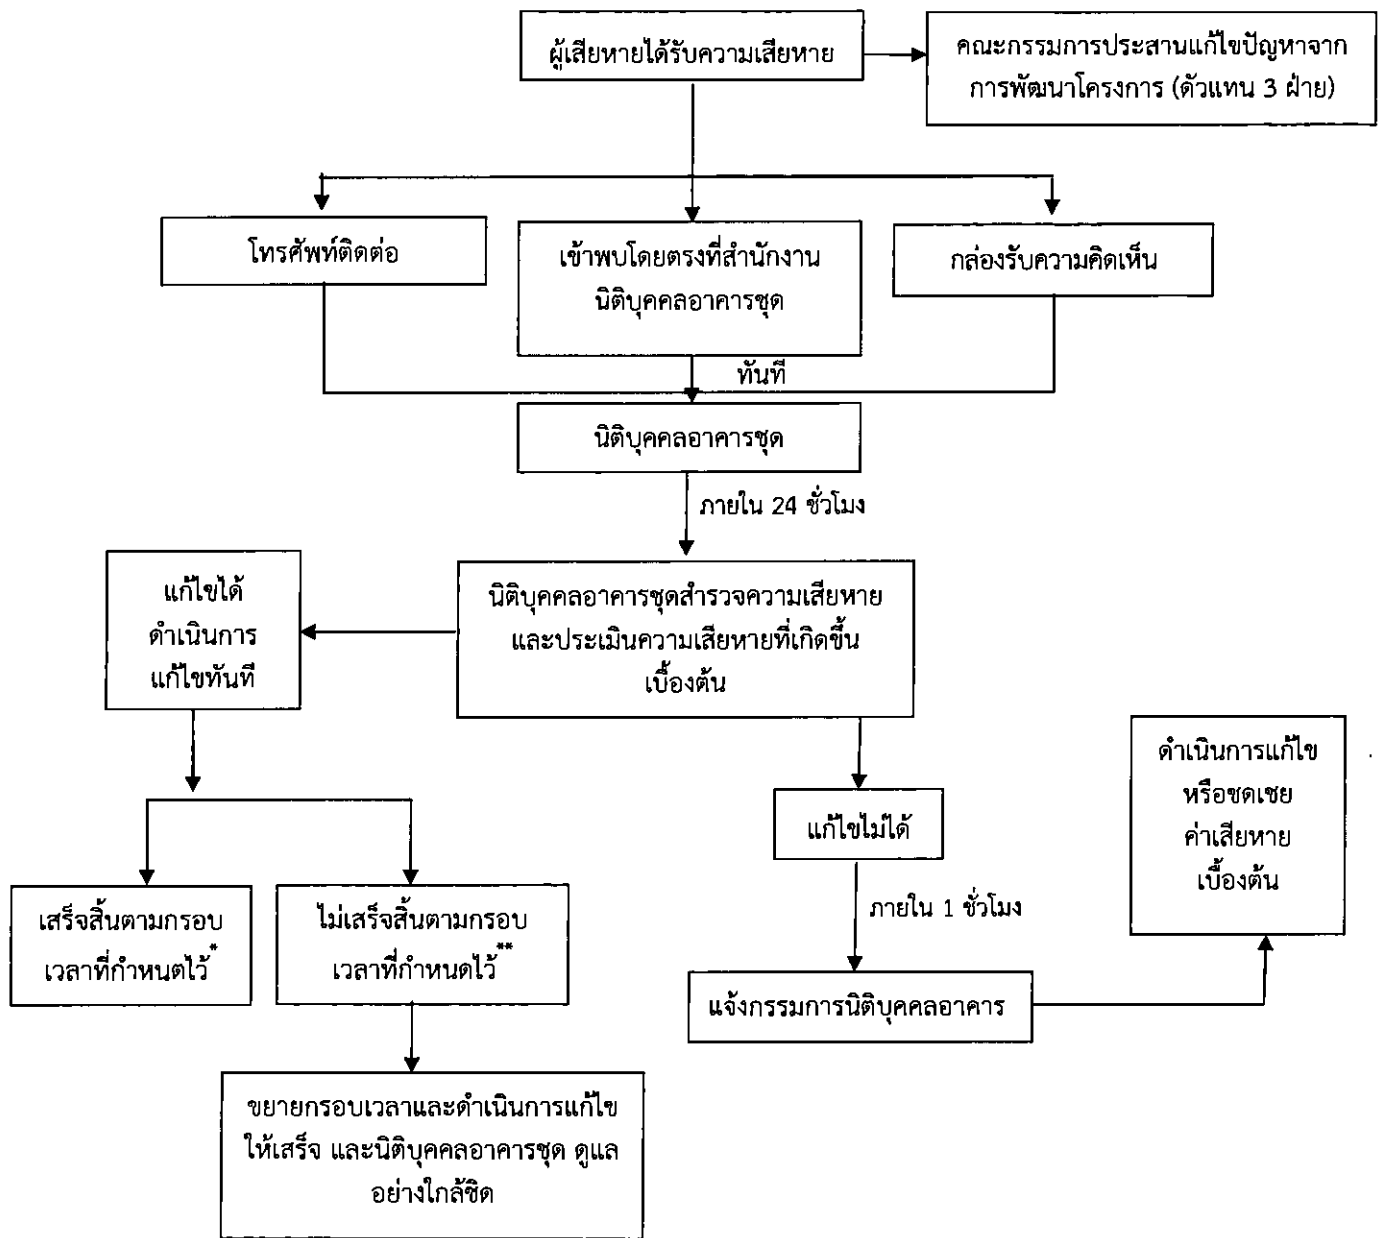 ผู้เสียหายได้รับความเสียหาย
คณะกรรมการประสานแก้ไขปัญหาจาก
การพัฒนาโครงการ (ตัวแทน 3 ฝ่าย)
โทรศัพท์ติดต่อ
เข้าพบโดยตรงที่สำนักงาน
นิติบุคคลอาคารชุด
กล่องรับความคิดเห็น
ทันที
นิติบุคคลอาคารชุด
ภายใน 24 ชั่วโมง
แก้ไขได้
ดำเนินการ
แก้ไขทันที
นิติบุคคลอาคารชุดสำรวจความเสียหาย
และประเมินความเสียหายที่เกิดขึ้น
เบื้องต้น
แก้ไขไม่ได้
ดำเนินการแก้ไข
หรือชดเชย
ค่าเสียหาย
เบื้องต้น
เสร็จสิ้นตามกรอบ
เวลาที่กำหนดไว้*
ไม่เสร็จสิ้นตามกรอบ
เวลาที่กำหนดไว้**
ภายใน 1 ชั่วโมง
แจ้งกรรมการนิติบุคคลอาคาร
ขยายกรอบเวลาและดำเนินการแก้ไข
ให้เสร็จ และนิติบุคคลอาคารชุด ดูแล
อย่างใกล้ชิด